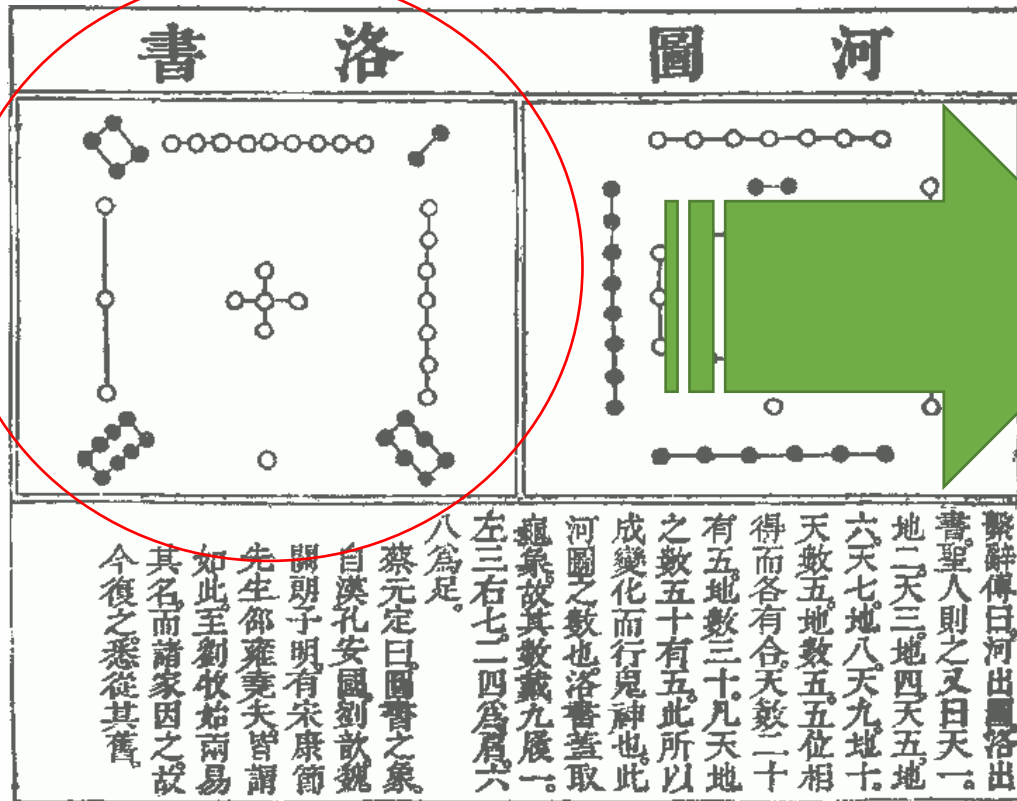 河圖
洛書
繫辭傳曰。河出圖。洛出
書。聖人則之。又曰。天一。
地二。天三。地四。天五。地
六。天七。地八。天九。地十。
天數五。地數五。五位相
得而各有合。天數二十
有五。地數三十。凡天地
之數五十有五。此所以
成變化而行鬼神也。此
河圖之數也。洛書蓋取
龜象。故其數戴九履一。
左三右七。二四爲肩。六
八爲足。
蔡元定曰。圖書之象。
自漢孔安國。劉歆。魏
關朗子明。有宋康節
先生邵雍堯夫。皆謂
如此。至劉牧始兩易
其名。而諸家因之。故
今復之。悉從其舊。